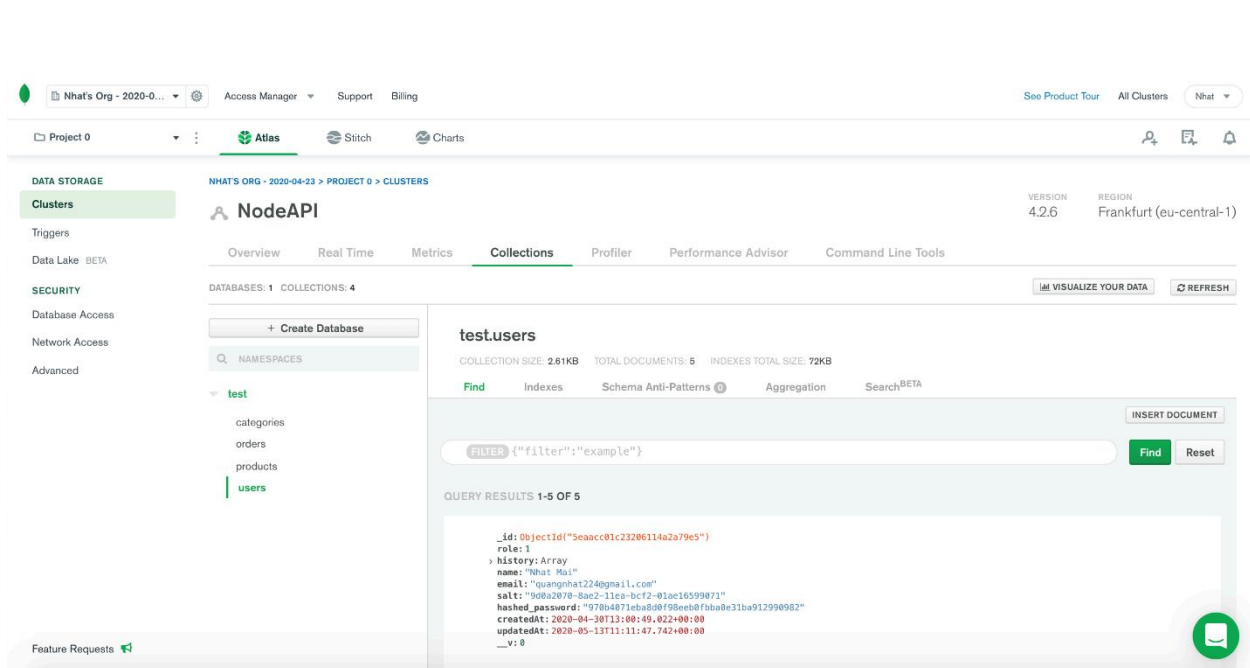 Nhat's Org - 2020-0... Access Manager Support Billing See Product Tour All Clusters Nhat
Project 0 Atlas Stitch Charts
DATA STORAGE
Clusters
Triggers
Data Lake BETA
SECURITY
Database Access
Network Access
Advanced
Feature Requests
NHAT'S ORG - 2020-04-23 > PROJECT 0 > CLUSTERS
NodeAPI
VERSION
4.2.6
REGION
Frankfurt (eu-central-1)
Overview Real Time Metrics Collections Profiler Performance Advisor Command Line Tools
DATABASES: 1 COLLECTIONS: 4
VISUALIZE YOUR DATA REFRESH
+ Create Database
NAMESPACES
test
categories
orders
products
users
test.users
COLLECTION SIZE: 2.61KB TOTAL DOCUMENTS: 5 INDEXES TOTAL SIZE: 72KB
Find Indexes Schema Anti-Patterns 0 Aggregation Search BETA
INSERT DOCUMENT
FILTER {"filter":"example"} Find Reset
QUERY RESULTS 1-5 OF 5
_id: ObjectId("5eaacc01c23206114a2a79e5")
role: 1
> history: Array
name: "Nhat Mai"
email: "quangnhat224@gmail.com"
salt: "9d0a2070-8ae2-11ea-bcf2-01ae16599071"
hashed_password: "970b4071eba8d0f98eeb0fbba0e31ba912990982"
createdAt: 2020-04-30T13:00:49.022+00:00
updatedAt: 2020-05-13T11:11:47.742+00:00
__v: 0